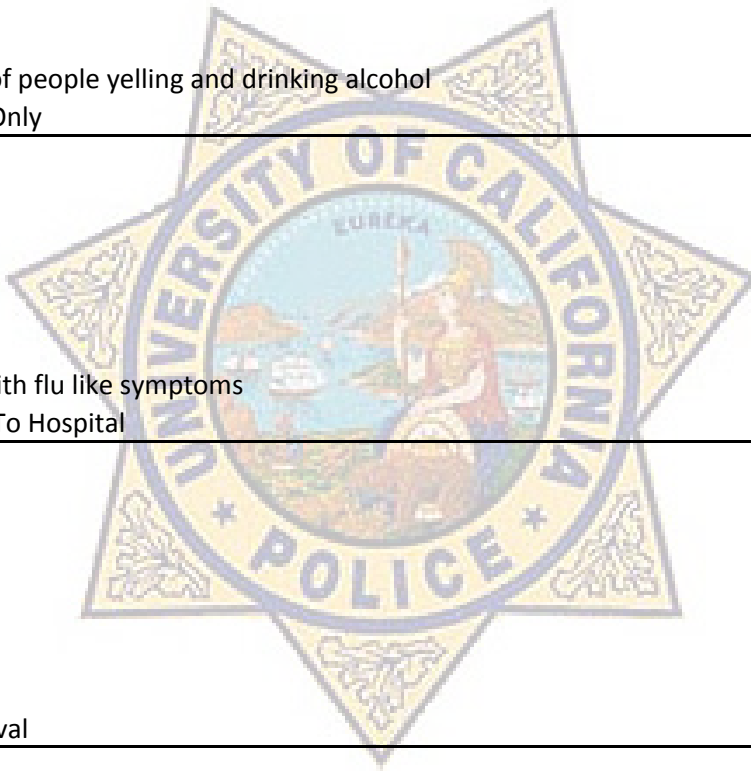 of people yelling and drinking alcohol
Only
UNIVERSITY OF CALIFORNIA
EUREKA
ith flu like symptoms
To Hospital
POLICE
val